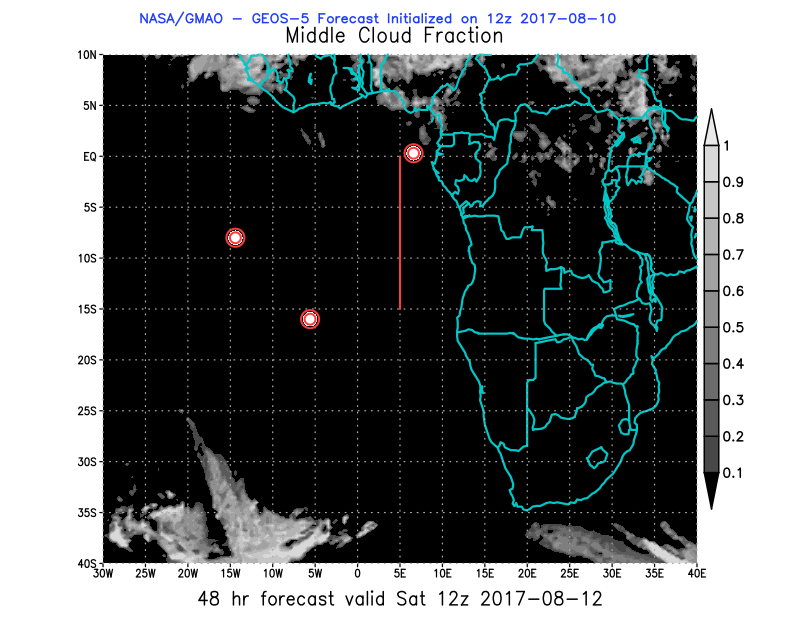 NASA/GMAO - GEOS-5 Forecast Initialized on 12z 2017-08-10
Middle Cloud Fraction
10N
5N
EQ
5S
10S
15S
20S
25S
30S
35S
40S
30W 25W 20W 15W 10W 5W 0 5E 10E 15E 20E 25E 30E 35E 40E
1
0.9
0.8
0.7
0.6
0.5
0.4
0.3
0.2
0.1
48 hr forecast valid Sat 12z 2017-08-12